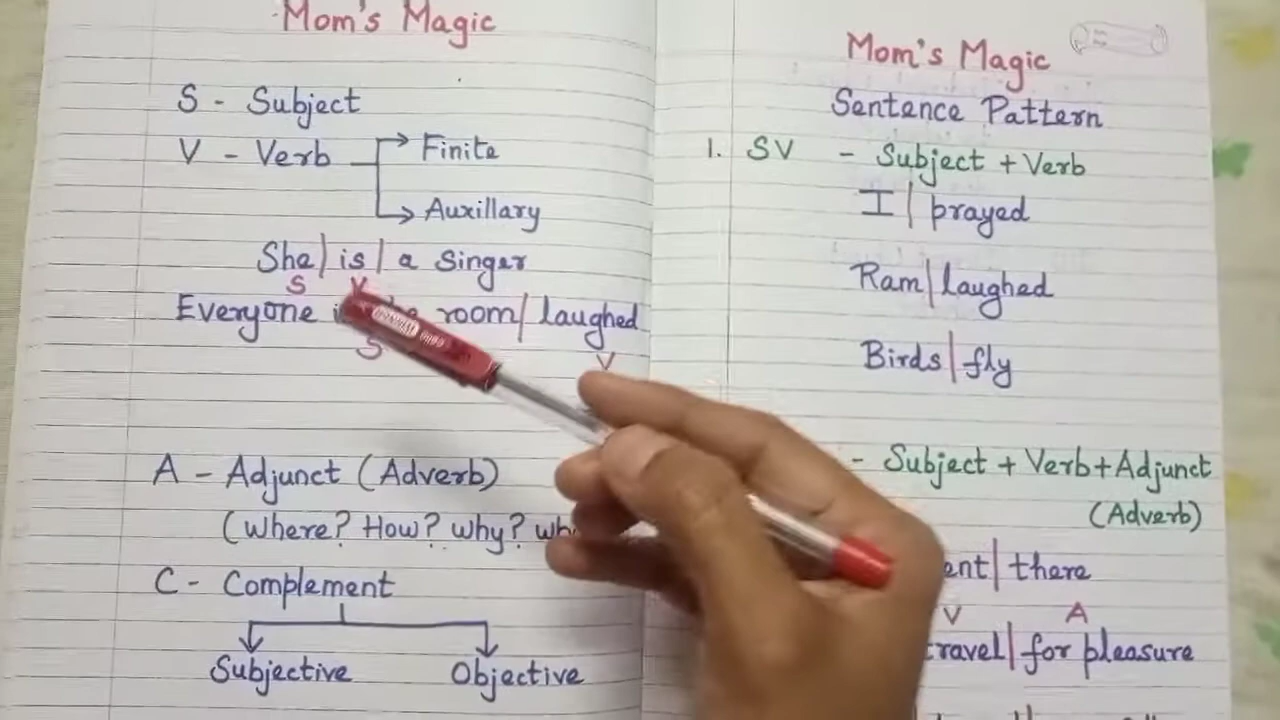 Mom's Magic
S - Subject
V - Verb
Finite
Auxillary
She | is | a singer
S V
Everyone room | laughed
S V
A - Adjunct (Adverb)
(Where? How? why?
C - Complement
Subjective Objective
Mom's Magic
Sentence Pattern
1. SV - Subject + Verb
I | prayed
Ram | laughed
Birds | fly
- Subject + Verb + Adjunct
(Adverb)
| there
V A
travel | for pleasure